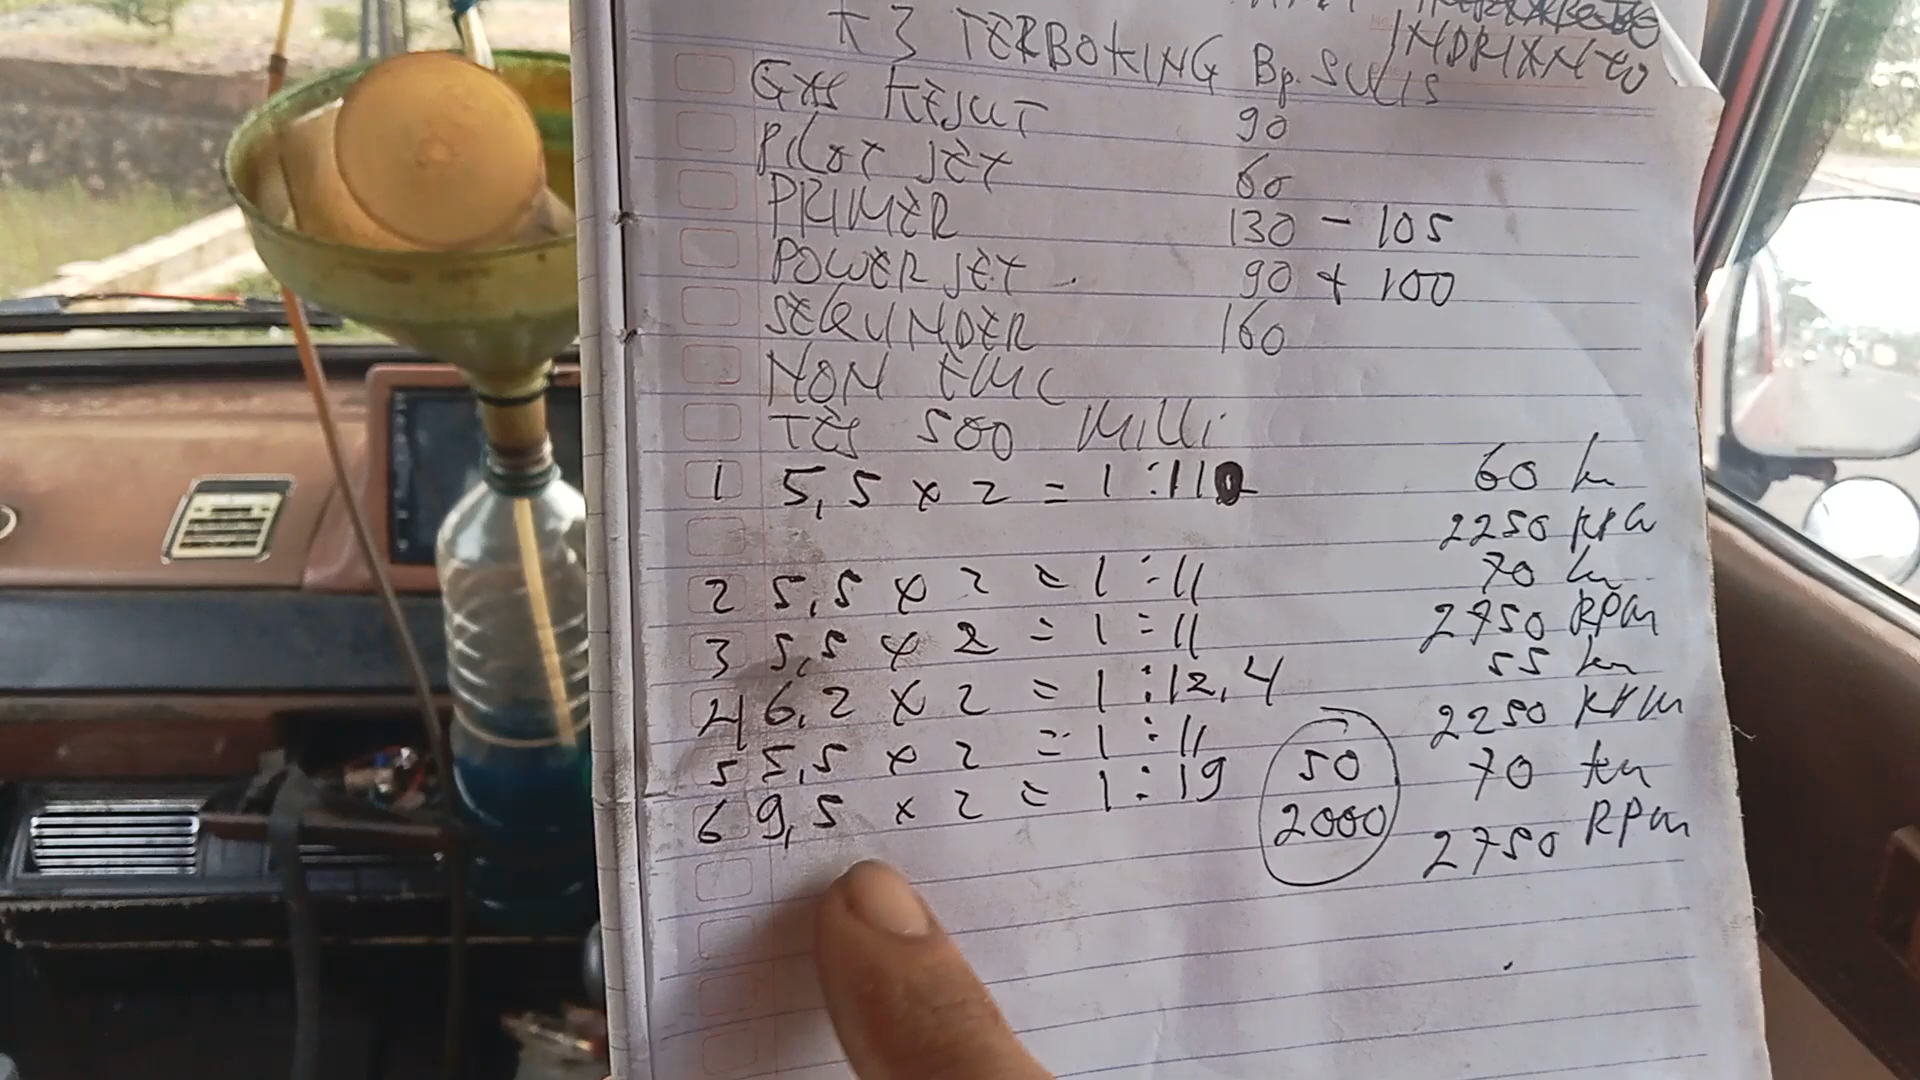 K3 TERBOKING Bp. SULIS INDRIXNTO
GXS KEJUT 90
PILOT JET 60
PRIMER 130 - 105
POWER JET 90 + 100
SEKUNDER 160
NON
TES 500 Milli
1 5,5 x 2 = 1:11
60 km
2250 RPM
2 5,5 x 2 = 1:11
70 km
3 5,5 x 2 = 1:11
2750 RPM
4 6,2 x 2 = 1:12,4
55 km
2250 RPM
5 5,5 x 2 = 1:11
50
70 km
6 9,5 x 2 = 1:19
2000
2750 RPM